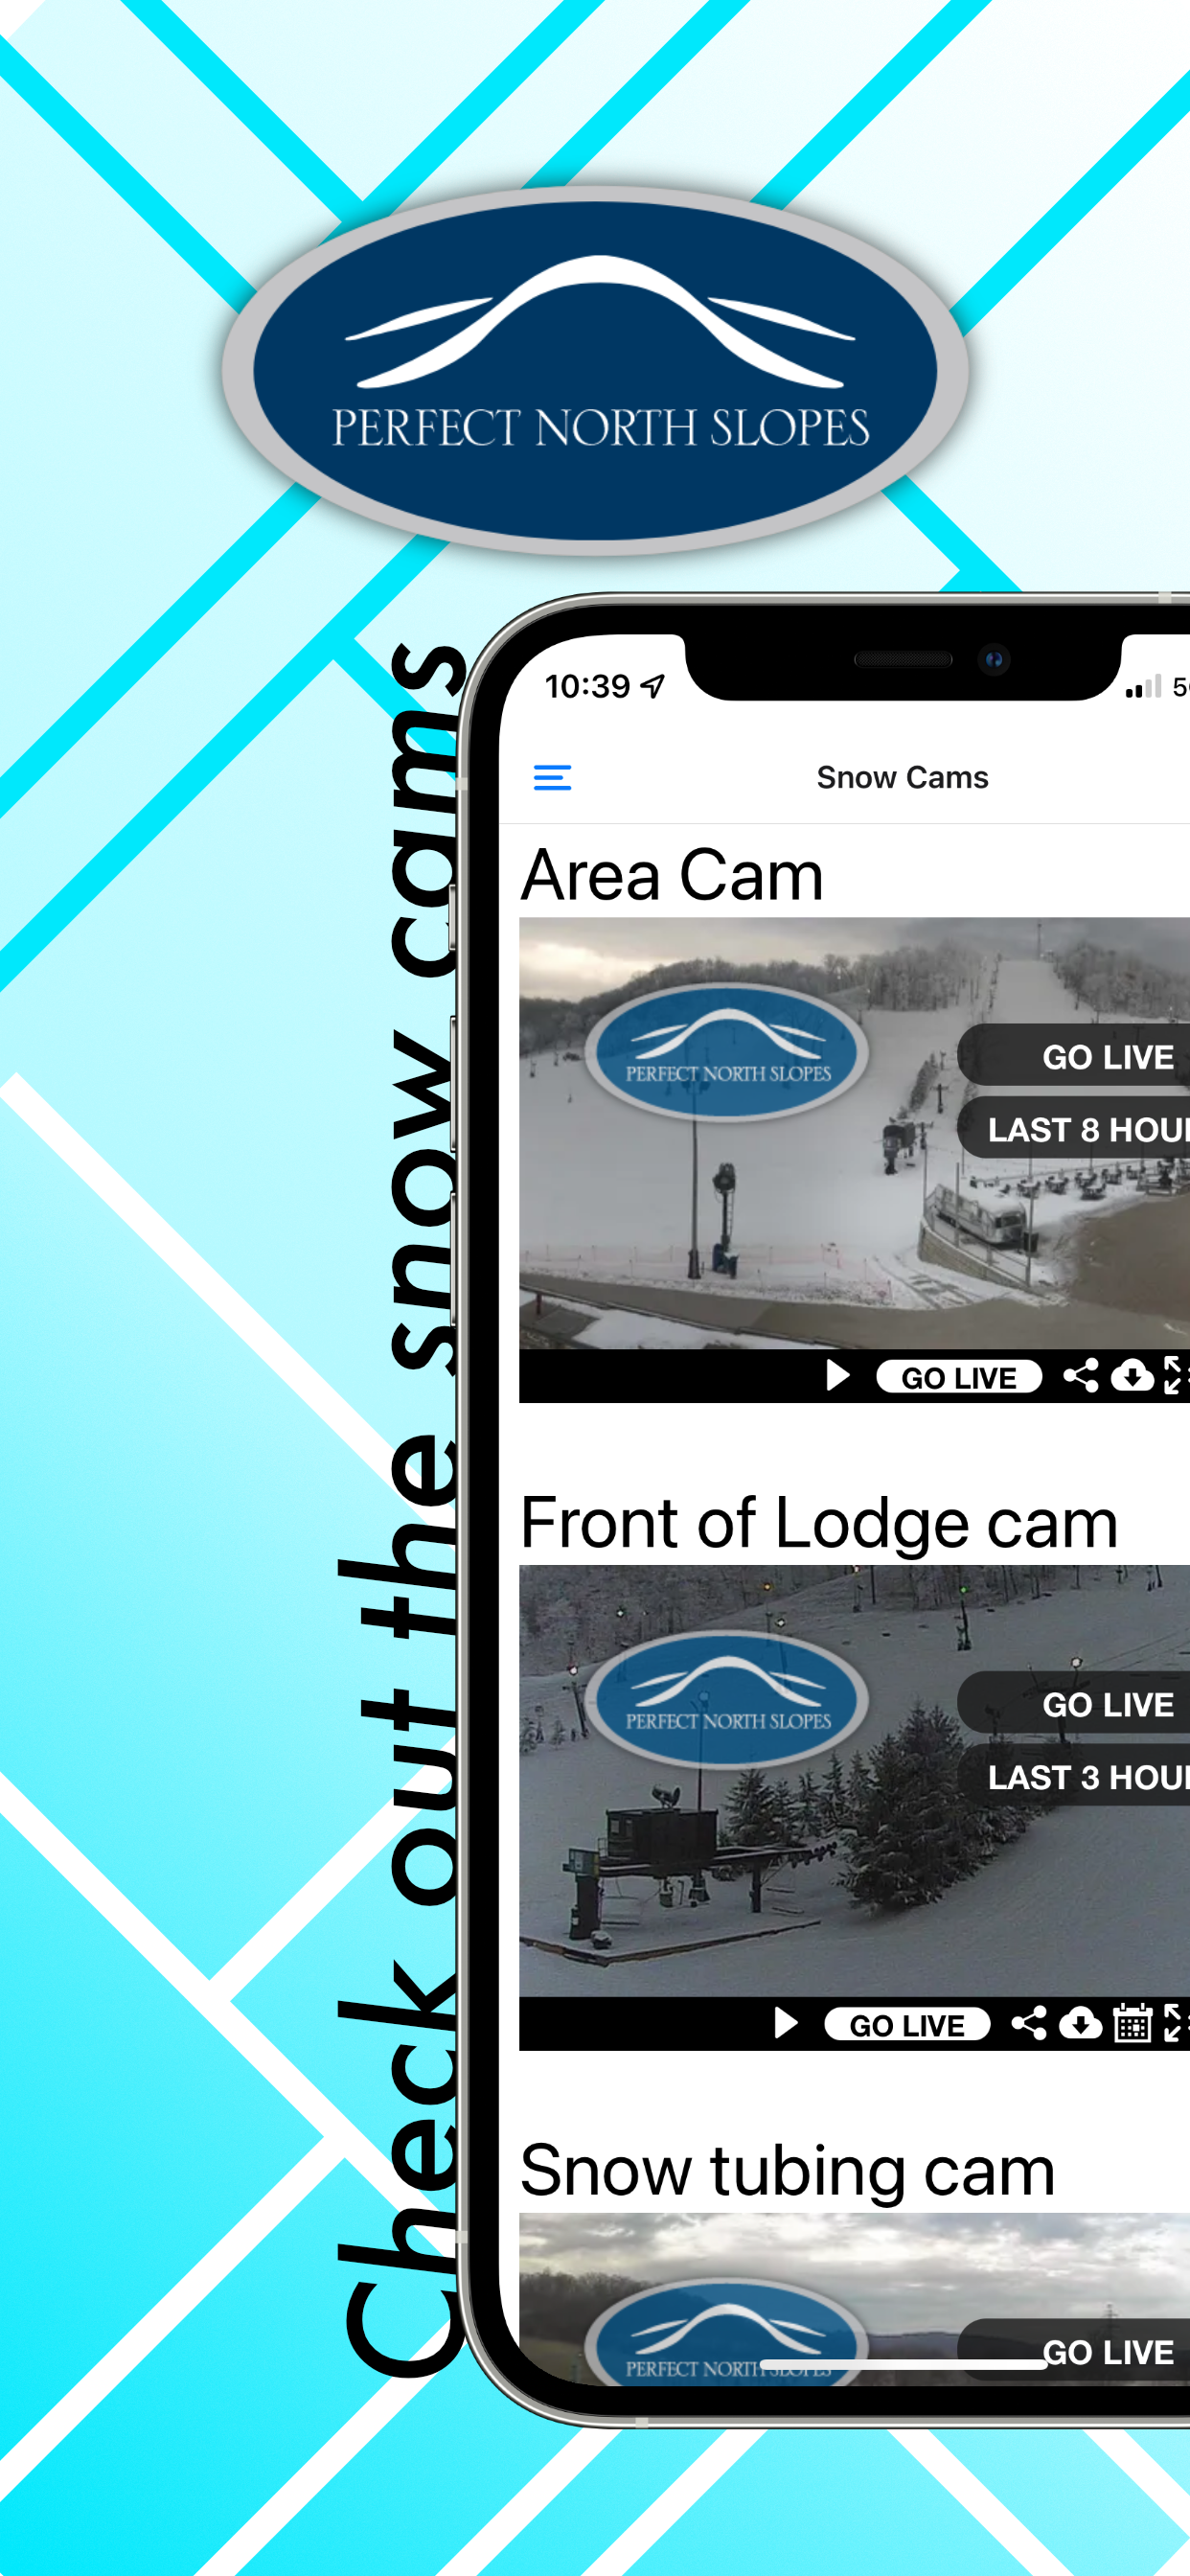 PERFECT NORTH SLOPES
Check out the snow cams
10:39
Snow Cams
Area Cam
PERFECT NORTH SLOPES
GO LIVE
LAST 8 HOU
GO LIVE
Front of Lodge cam
PERFECT NORTH SLOPES
GO LIVE
LAST 3 HOU
GO LIVE
Snow tubing cam
PERFECT NORTH SLOPES
GO LIVE